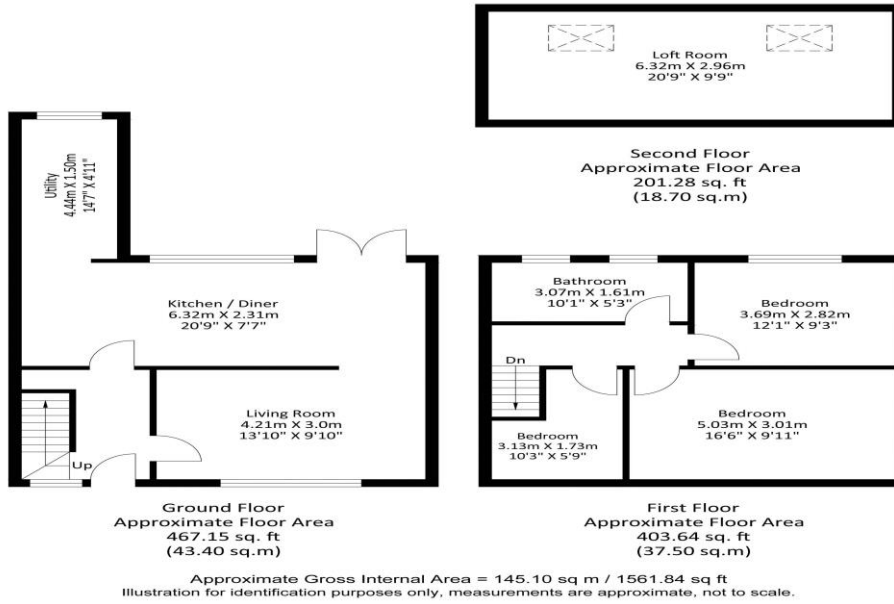 Loft Room
6.32m X 2.96m
20'9" X 9'9"
Second Floor
Approximate Floor Area
201.28 sq. ft
(18.70 sq.m)
Utility
4.44m X 1.50m
14'7" X 4'11"
Kitchen / Diner
6.32m X 2.31m
20'9" X 7'7"
Living Room
4.21m X 3.0m
13'10" X 9'10"
Up
Ground Floor
Approximate Floor Area
467.15 sq. ft
(43.40 sq.m)
Bathroom
3.07m X 1.61m
10'1" X 5'3"
Bedroom
3.69m X 2.82m
12'1" X 9'3"
Dn
Bedroom
3.13m X 1.73m
10'3" X 5'9"
Bedroom
5.03m X 3.01m
16'6" X 9'11"
First Floor
Approximate Floor Area
403.64 sq. ft
(37.50 sq.m)
Approximate Gross Internal Area = 145.10 sq m / 1561.84 sq ft
Illustration for identification purposes only, measurements are approximate, not to scale.